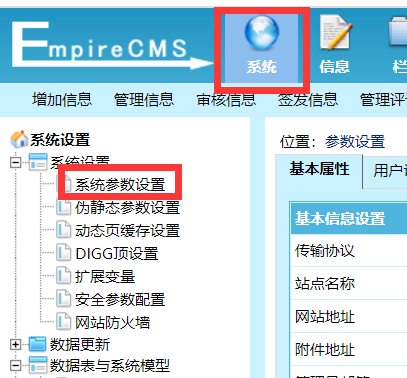 EmpireCMS
系统 信息 栏
增加信息 管理信息 审核信息 签发信息 管理评
系统设置
系统设置
系统参数设置
伪静态参数设置
动态页缓存设置
DIGG顶设置
扩展变量
安全参数配置
网站防火墙
数据更新
数据表与系统模型
位置：参数设置
基本属性 用户
基本信息设置
传输协议
站点名称
网站地址
附件地址